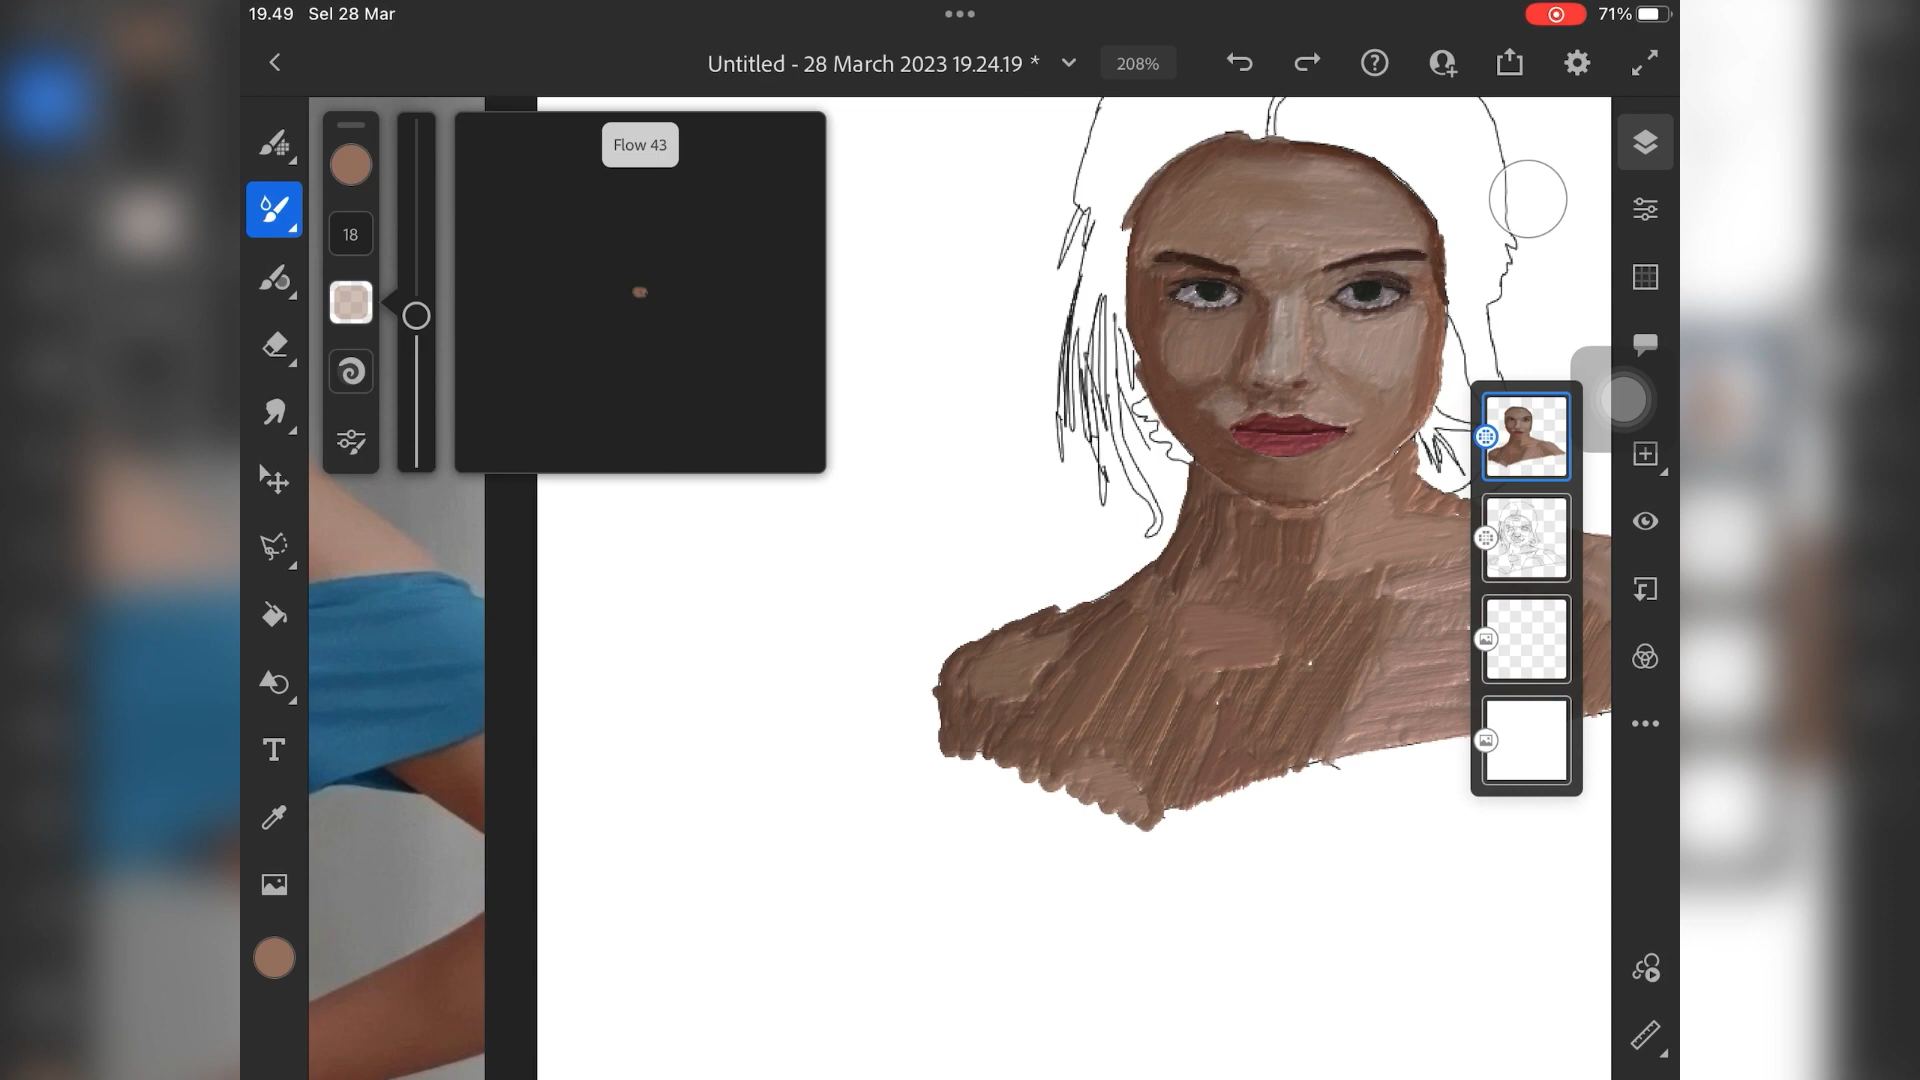 19.49 Sel 28 Mar
71%
Untitled - 28 March 2023 19.24.19 *
208%
Flow 43
18